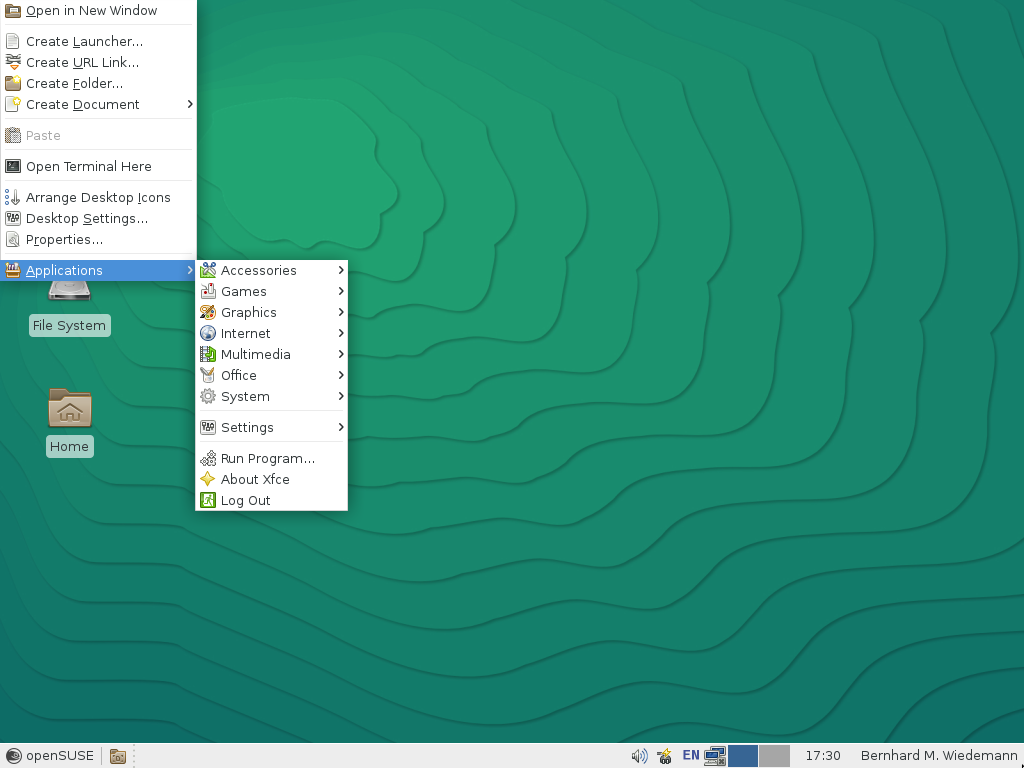 Open in New Window
Create Launcher...
Create URL Link...
Create Folder...
Create Document
Paste
Open Terminal Here
Arrange Desktop Icons
Desktop Settings...
Properties...
Applications
Accessories
Games
Graphics
Internet
Multimedia
Office
System
Settings
Run Program...
About Xfce
Log Out
File System
Home
openSUSE
EN
17:30
Bernhard M. Wiedemann